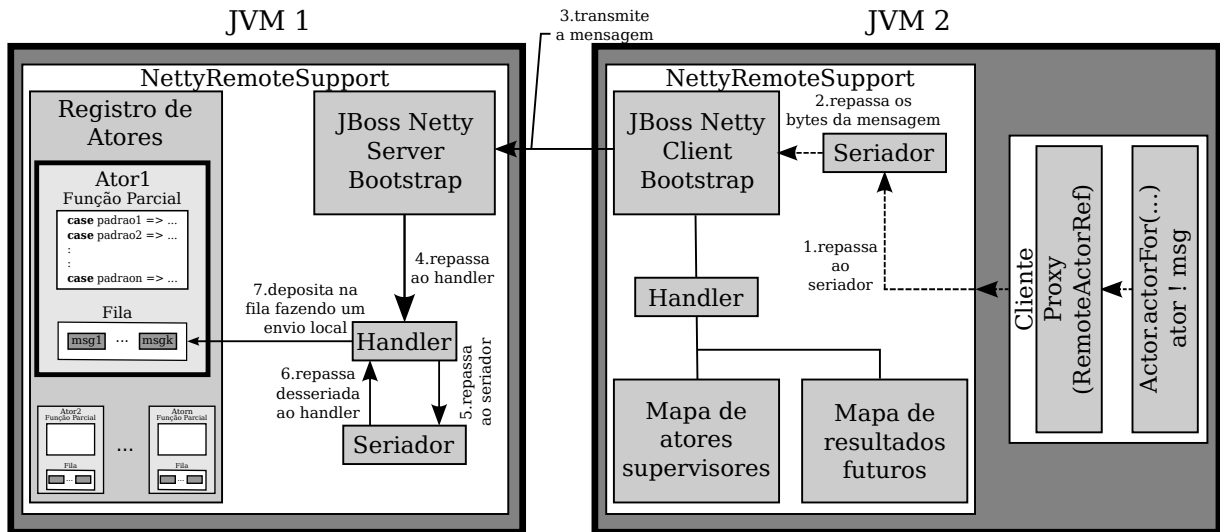 JVM 1
NettyRemoteSupport
Registro de
Atores
Ator1
Função Parcial
case padrao1 => ...
case padrao2 => ...
:
:
case padraon => ...
Fila
msg1 ... msgk
Ator2
Função Parcial
Fila
...
...
Atorn
Função Parcial
Fila
...
JBoss Netty
Server
Bootstrap
4.repassa
ao handler
7.deposita na
fila fazendo um
envio local
Handler
6.repassa
desseriada
ao handler
5.repassa
ao seriador
Seriador
3.transmite
a mensagem
JVM 2
NettyRemoteSupport
JBoss Netty
Client
Bootstrap
2.repassa os
bytes da mensagem
Seriador
1.repassa
ao
seriador
Handler
Mapa de
atores
supervisores
Mapa de
resultados
futuros
Cliente
Proxy
(RemoteActorRef)
Actor.actorFor(...)
ator ! msg